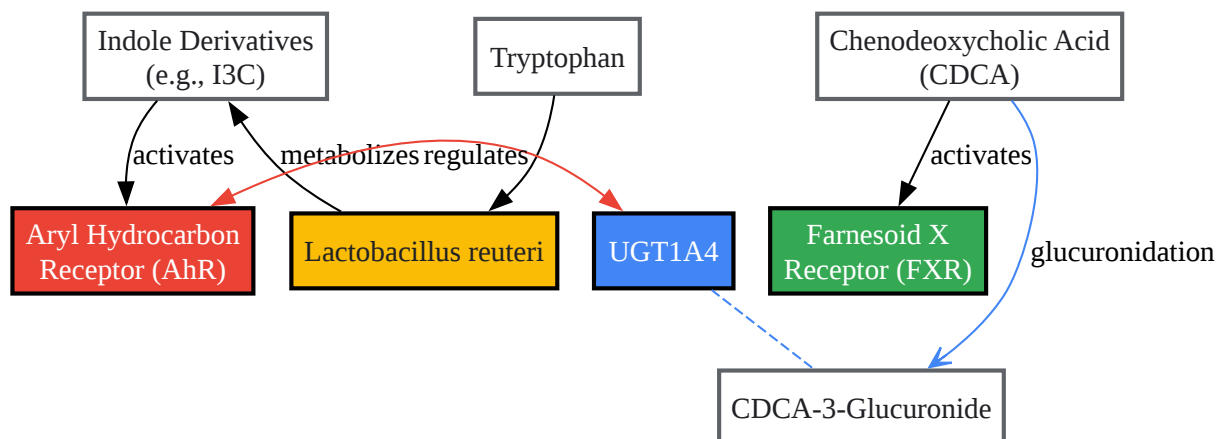 Indole Derivatives
(e.g., I3C)
Tryptophan
Chenodeoxycholic Acid
(CDCA)
activates
metabolizes
regulates
activates
Aryl Hydrocarbon
Receptor (AhR)
Lactobacillus reuteri
UGT1A4
Farnesoid X
Receptor (FXR)
glucuronidation
CDCA-3-Glucuronide